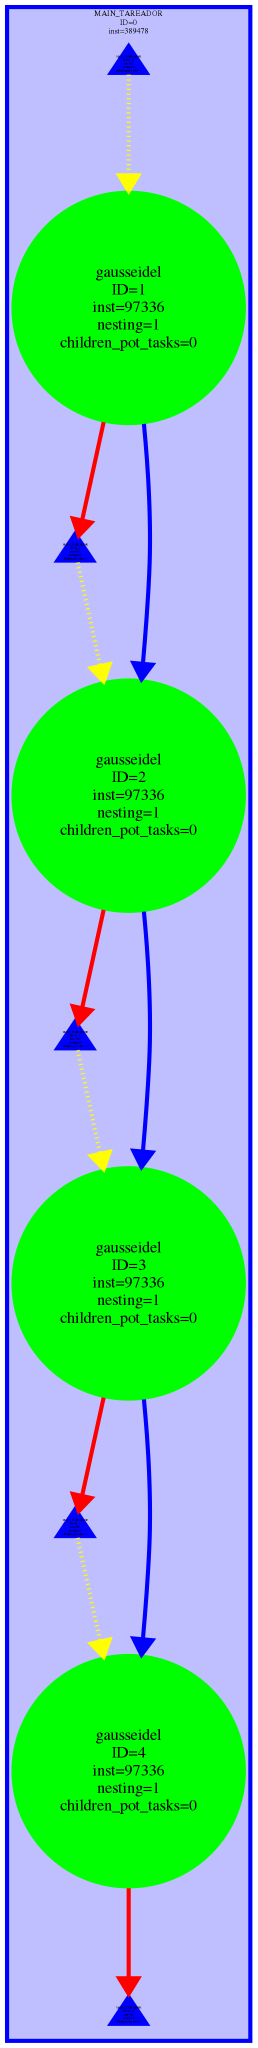 MAIN_TAREADOR
ID=0
inst=389478
gausseidel
ID=1
inst=97336
nesting=1
children_pot_tasks=0
gausseidel
ID=2
inst=97336
nesting=1
children_pot_tasks=0
gausseidel
ID=3
inst=97336
nesting=1
children_pot_tasks=0
gausseidel
ID=4
inst=97336
nesting=1
children_pot_tasks=0